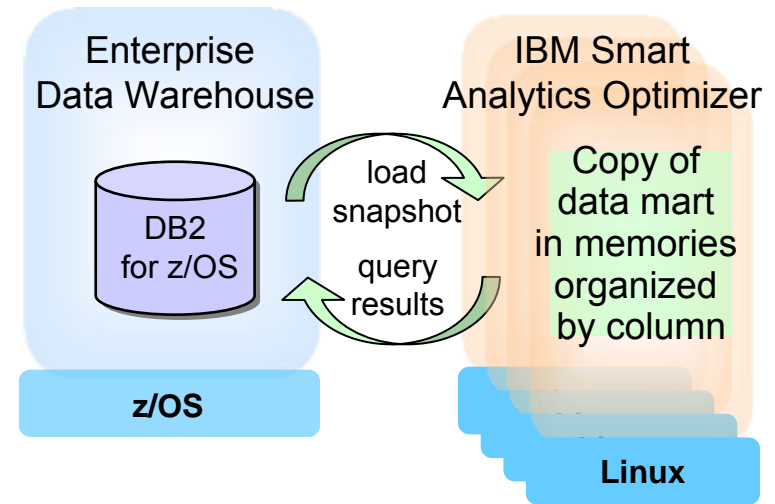 Enterprise
Data Warehouse
DB2
for z/OS
z/OS
load
snapshot
query
results
IBM Smart
Analytics Optimizer
Copy of
data mart
in memories
organized
by column
Linux